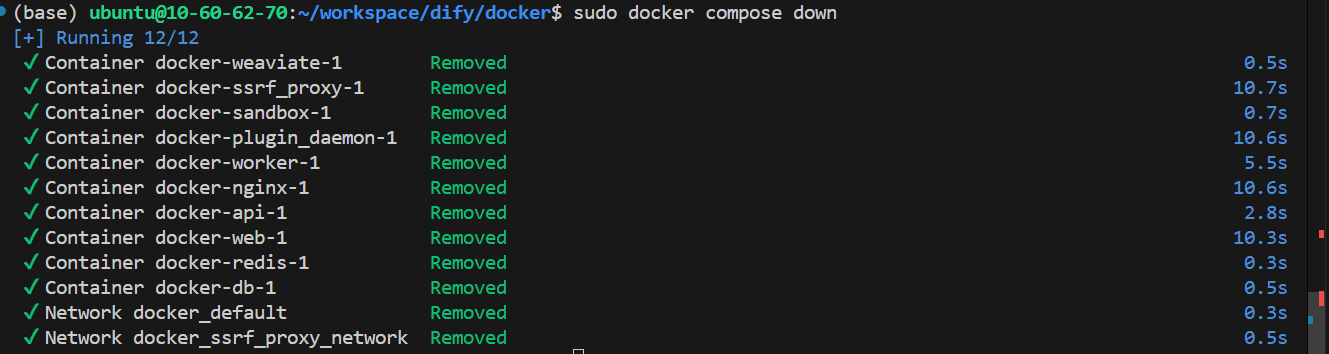 (base) ubuntu@10-60-62-70:~/workspace/dify/docker$ sudo docker compose down
[+] Running 12/12
✓ Container docker-weaviate-1 Removed 0.5s
✓ Container docker-ssrf_proxy-1 Removed 10.7s
✓ Container docker-sandbox-1 Removed 0.7s
✓ Container docker-plugin_daemon-1 Removed 10.6s
✓ Container docker-worker-1 Removed 5.5s
✓ Container docker-nginx-1 Removed 10.6s
✓ Container docker-api-1 Removed 2.8s
✓ Container docker-web-1 Removed 10.3s
✓ Container docker-redis-1 Removed 0.3s
✓ Container docker-db-1 Removed 0.5s
✓ Network docker_default Removed 0.3s
✓ Network docker_ssrf_proxy_network Removed 0.5s